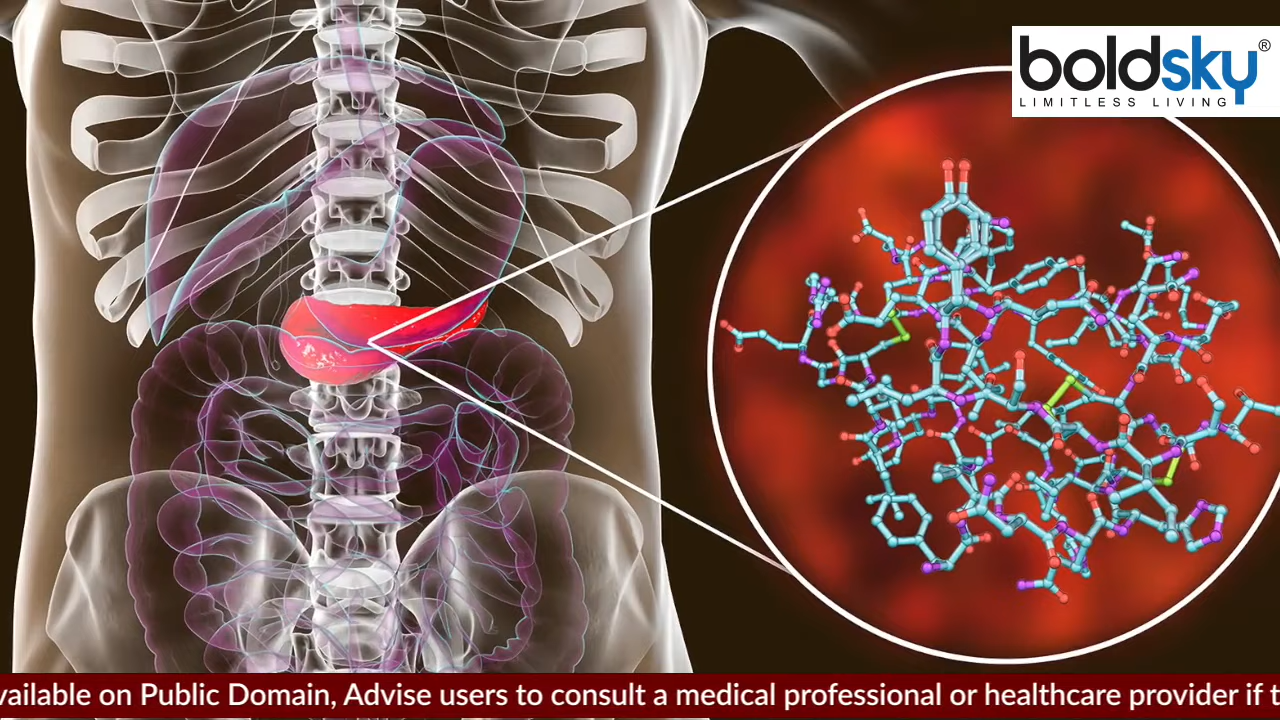 boldsky®
LIMITLESS LIVING
vailable on Public Domain, Advise users to consult a medical professional or healthcare provider if t